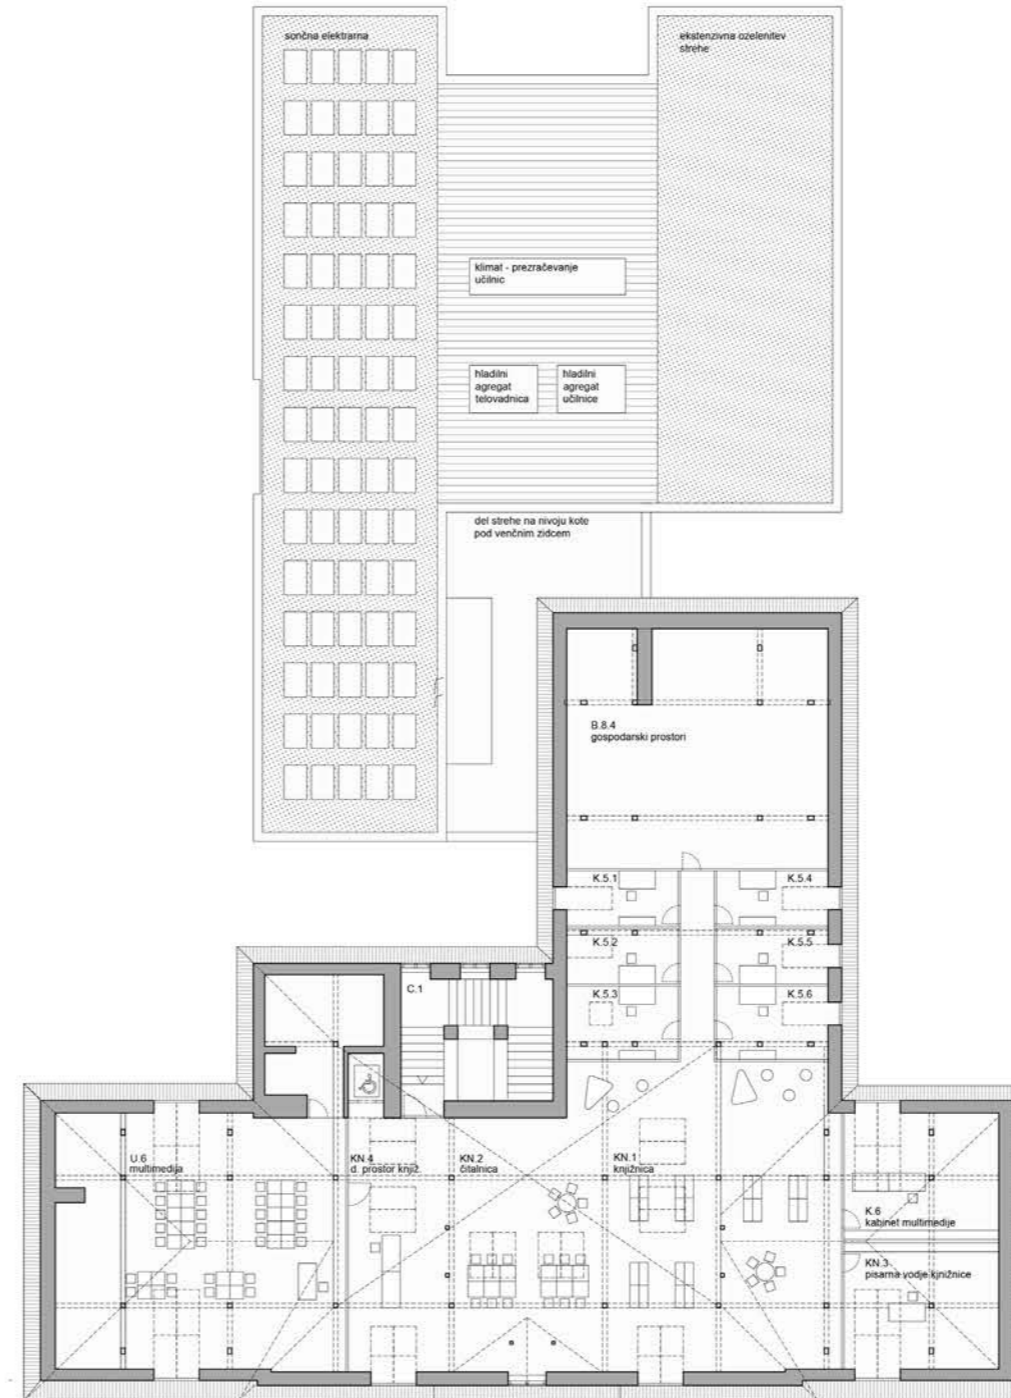 sončna elektrarna
ekstenzivna ozelenitev
strehe
klimat - prezračevanje
učilnic
hladilni
agregat
telovadnica
hladilni
agregat
učilnice
del strehe na nivoju kote
pod venčnim zidcem
B.8.4
gospodarski prostori
K.5.1
K.5.4
K.5.2
K.5.5
K.5.3
K.5.6
C.1
U.6
multimedija
KN.4
d. prostor knjiž.
KN.2
čitalnica
KN.1
knjižnica
K.6
kabinet multimedije
KN.3
pisarna vodje knjižnice